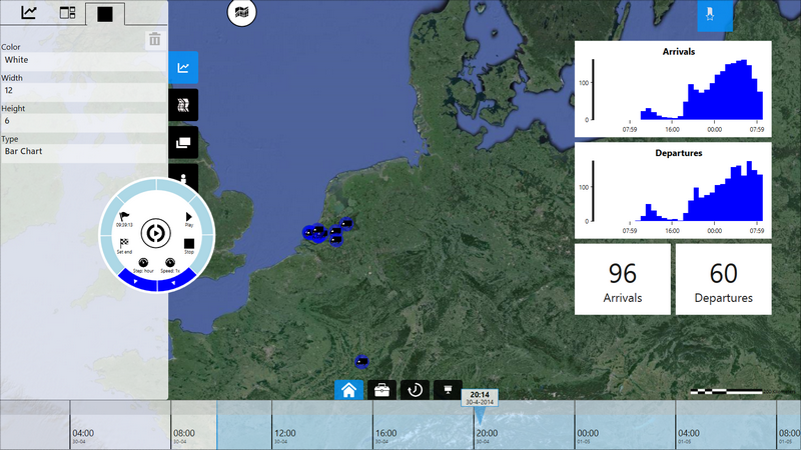 Color
White
Width
12
Height
6
Type
Bar Chart
09:39:13
Play
Set end
Stop
Step: hour
Speed: 1x
Arrivals
100
0
07:59
16:00
00:00
07:59
Departures
100
0
07:59
16:00
00:00
07:59
96
Arrivals
60
Departures
20:14
30-4-2014
04:00
30-04
08:00
30-04
12:00
30-04
16:00
30-04
20:00
30-04
00:00
01-05
04:00
01-05
08:00
01-05